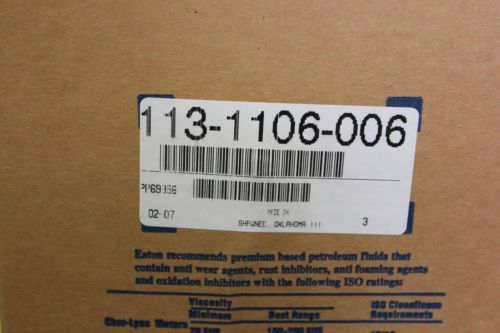 113-1106-006
02-07
MADE IN
SHAWNEE, OKLAHOMA !!!
3
Eaton recommends premium based petroleum fluids that
contain anti wear agents, rust inhibitors, anti foaming agents
and oxidation inhibitors with the following ISO ratings:
Viscosity
Minimum
Best Range
ISO Cleanliness
Requirements
Char-Lynn Motors